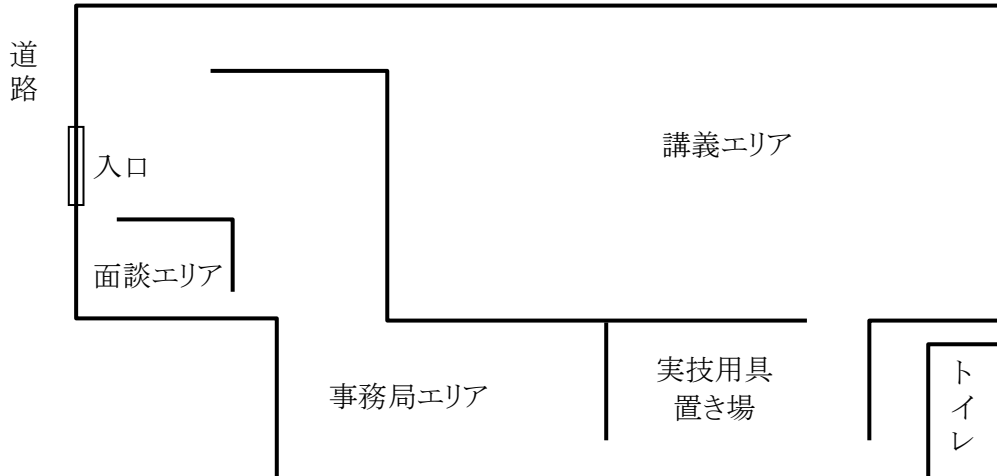 道路
講義エリア
入口
面談エリア
事務局エリア
実技用具
置き場
トイレ